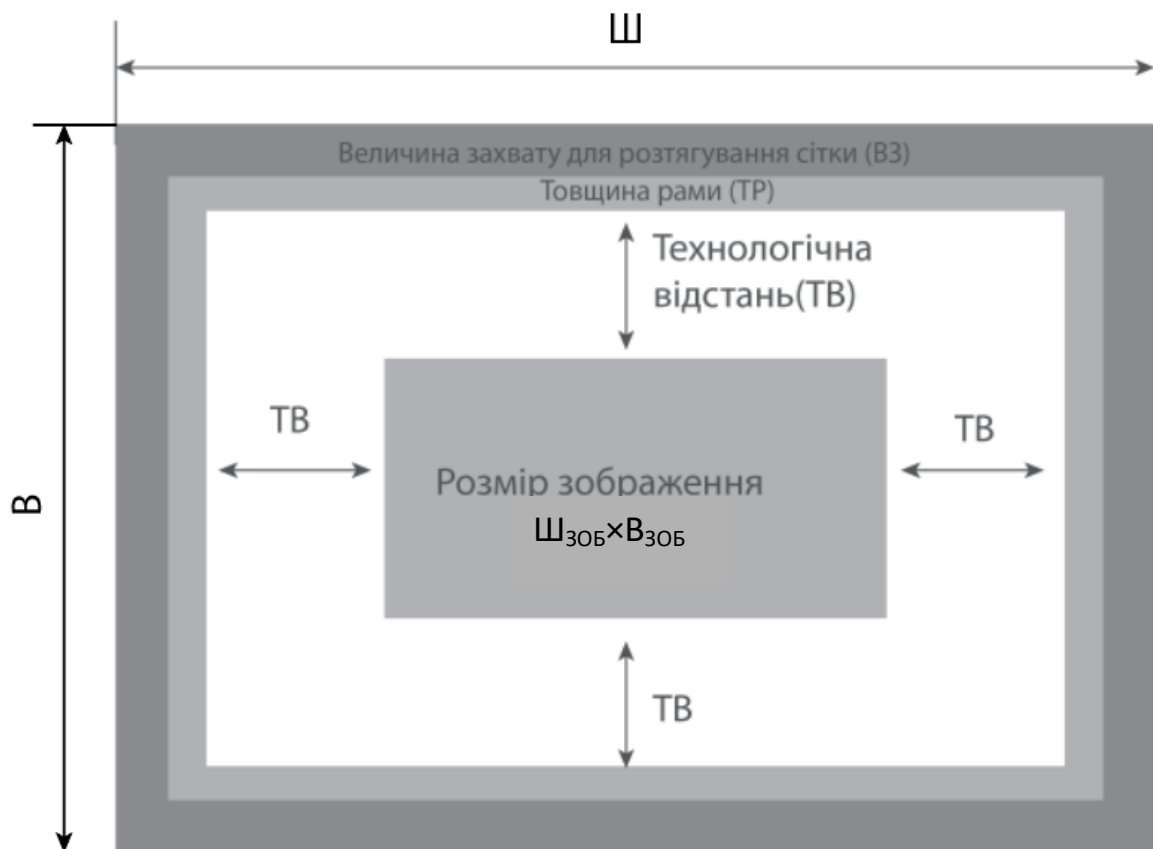 Ш
Величина захвату для розтягування сітки (ВЗ)
Товщина рами (ТР)
Технологічна
відстань(ТВ)
ТВ
ТВ
В
Розмір зображення
ШЗОБ×ВЗОБ
ТВ